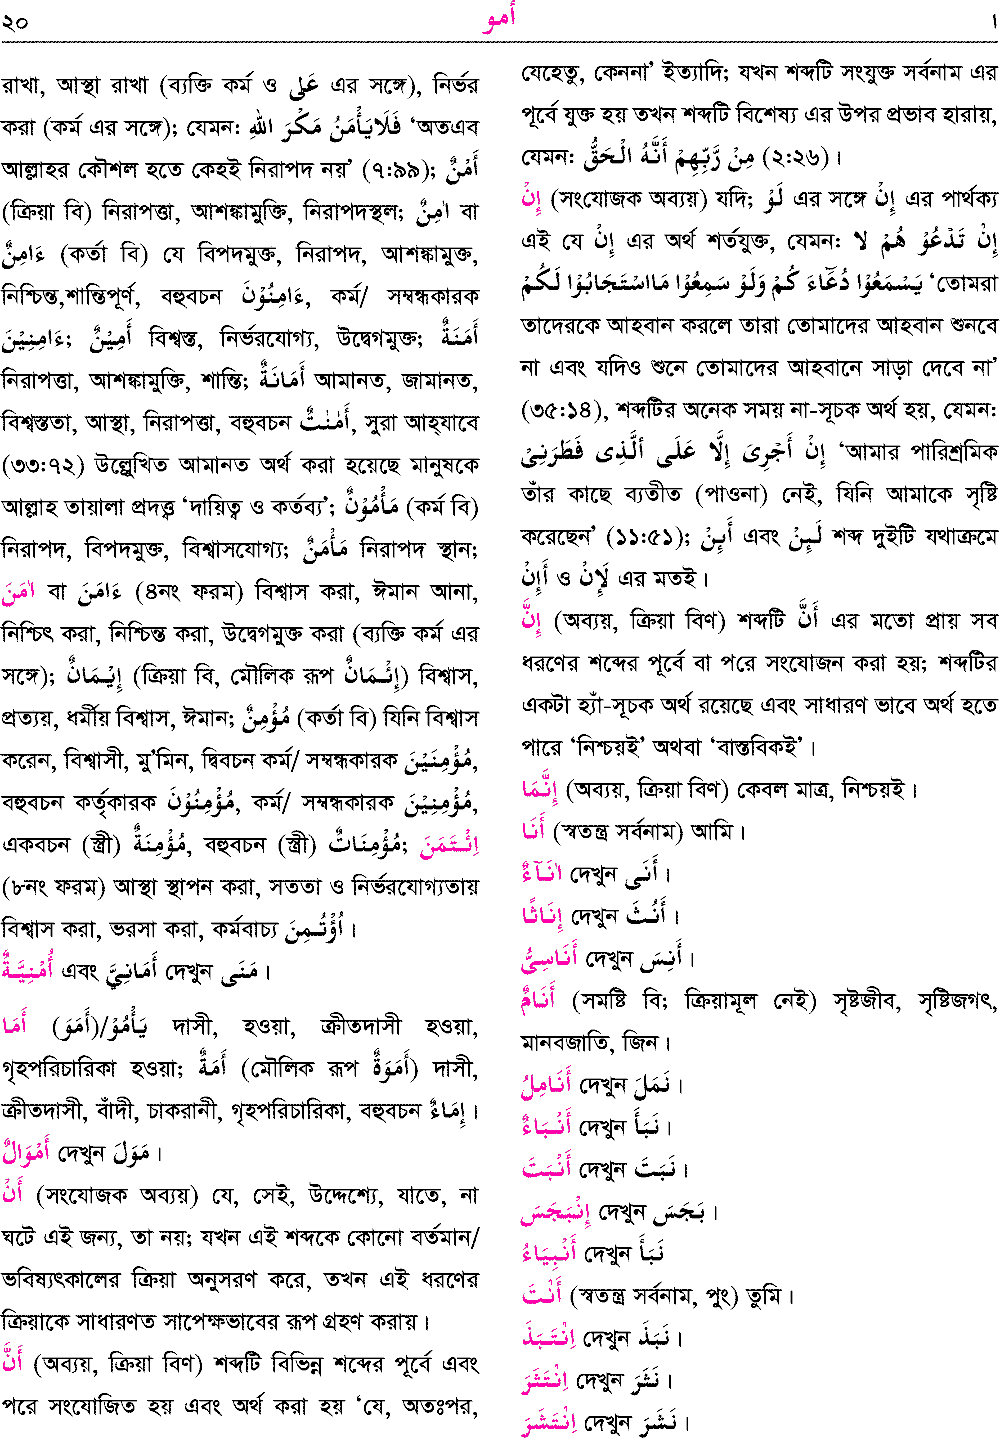 ২০ أمو ا
রাখা, আস্থা রাখা (ব্যক্তি কর্ম ও عَلى এর সঙ্গে), নির্ভর
করা (কর্ম এর সঙ্গে); যেমন: فَلَايَأْمَنُ مَكْرَ اللهِ ‘অতএব
আল্লাহর কৌশল হতে কেহই নিরাপদ নয়’ (৭:৯৯); أَمْنٌ
(ক্রিয়া বি) নিরাপত্তা, আশঙ্কামুক্তি, নিরাপদস্থল; اٰمِنٌ বা
ءَامِنٌ (কর্তা বি) যে বিপদমুক্ত, নিরাপদ, আশঙ্কামুক্ত,
নিশ্চিন্ত,শান্তিপূর্ণ, বহুবচন ءَامِنُوْنَ, কর্ম/ সম্বন্ধকারক
ءَامِنِيْنَ; أَمِيْنٌ বিশ্বস্ত, নির্ভরযোগ্য, উদ্বেগমুক্ত; أَمَنَةٌ
নিরাপত্তা, আশঙ্কামুক্তি, শান্তি; أَمَانَةٌ আমানত, জামানত,
বিশ্বস্ততা, আস্থা, নিরাপত্তা, বহুবচন أَمٰنٰتٌ, সুরা আহ্‌যাবে
(৩৩:৭২) উল্লেখিত আমানত অর্থ করা হয়েছে মানুষকে
আল্লাহ তায়ালা প্রদত্ত ‘দায়িত্ব ও কর্তব্য’; مَأْمُوْنٌ (কর্ম বি)
নিরাপদ, বিপদমুক্ত, বিশ্বাসযোগ্য; مَأْمَنٌ নিরাপদ স্থান;
اٰمَنَ বা ءَامَنَ (৪নং ফরম) বিশ্বাস করা, ঈমান আনা,
নিশ্চিৎ করা, নিশ্চিন্ত করা, উদ্বেগমুক্ত করা (ব্যক্তি কর্ম এর
সঙ্গে); إِيْمَانٌ (ক্রিয়া বি, মৌলিক রূপ إِئْمَانٌ) বিশ্বাস,
প্রত্যয়, ধর্মীয় বিশ্বাস, ঈমান; مُؤْمِنٌ (কর্তা বি) যিনি বিশ্বাস
করেন, বিশ্বাসী, মু’মিন, দ্বিবচন কর্ম/ সম্বন্ধকারক مُؤْمِنَيْنَ,
বহুবচন কর্তৃকারক مُؤْمِنُوْنَ, কর্ম/ সম্বন্ধকারক مُؤْمِنِيْنَ,
একবচন (স্ত্রী) مُؤْمِنَةٌ, বহুবচন (স্ত্রী) مُؤْمِنَاتٌ; اِئْتَمَنَ
(৮নং ফরম) আস্থা স্থাপন করা, সততা ও নির্ভরযোগ্যতায়
বিশ্বাস করা, ভরসা করা, কর্মবাচ্য اُؤْتُمِنَ।
أُمْنِيَّةٌ এবং أَمَانِيَّ দেখুন مَنَى।
أَمَا (أَمَوَ)/يَأْمُوْ দাসী, হওয়া, ক্রীতদাসী হওয়া,
গৃহপরিচারিকা হওয়া; أَمَةٌ (মৌলিক রূপ أَمَوَةٌ) দাসী,
ক্রীতদাসী, বাঁদী, চাকরানী, গৃহপরিচারিকা, বহুবচন إِمَاءٌ।
أَمْوَالٌ দেখুন مَوَلَ।
أَنْ (সংযোজক অব্যয়) যে, সেই, উদ্দেশ্যে, যাতে, না
ঘটে এই জন্য, তা নয়; যখন এই শব্দকে কোনো বর্তমান/
ভবিষ্যৎকালের ক্রিয়া অনুসরণ করে, তখন এই ধরণের
ক্রিয়াকে সাধারণত সাপেক্ষভাবের রূপ গ্রহণ করায়।
أَنَّ (অব্যয়, ক্রিয়া বিণ) শব্দটি বিভিন্ন শব্দের পূর্বে এবং
পরে সংযোজিত হয় এবং অর্থ করা হয় ‘যে, অতঃপর,
যেহেতু, কেননা’ ইত্যাদি; যখন শব্দটি সংযুক্ত সর্বনাম এর
পূর্বে যুক্ত হয় তখন শব্দটি বিশেষ্য এর উপর প্রভাব হারায়,
যেমন: مِنْ رَّبِّهِمْ أَنَّهُ الْحَقُّ (২:২৬)।
إِنْ (সংযোজক অব্যয়) যদি; لَوْ এর সঙ্গে إِنْ এর পার্থক্য
এই যে إِنْ এর অর্থ শর্তযুক্ত, যেমন: إِنْ تَدْعُوْ هُمْ لا
يَسْمَعُوْا دُعَاءَ كُمْ وَلَوْ سَمِعُوْا مَااسْتَجَابُوْا لَكُمْ ‘তোমরা
তাদেরকে আহবান করলে তারা তোমাদের আহবান শুনবে
না এবং যদিও শুনে তোমাদের আহবানে সাড়া দেবে না’
(৩৫:১৪), শব্দটির অনেক সময় না-সূচক অর্থ হয়, যেমন:
إِنْ أَجْرِىَ إِلَّا عَلَى ألَّذِى فَطَرَنِىْ ‘আমার পারিশ্রমিক
তাঁর কাছে ব্যতীত (পাওনা) নেই, যিনি আমাকে সৃষ্টি
করেছেন’ (১১:৫১); أَيِنْ এবং لَيِنْ শব্দ দুইটি যথাক্রমে
أَإِنْ ও لَإِنْ এর মতই।
إِنَّ (অব্যয়, ক্রিয়া বিণ) শব্দটি أَنَّ এর মতো প্রায় সব
ধরণের শব্দের পূর্বে বা পরে সংযোজন করা হয়; শব্দটির
একটা হ্যাঁ-সূচক অর্থ রয়েছে এবং সাধারণ ভাবে অর্থ হতে
পারে ‘নিশ্চয়ই’ অথবা ‘বাস্তবিকই’।
إِنَّمَا (অব্যয়, ক্রিয়া বিণ) কেবল মাত্র, নিশ্চয়ই।
أَنَا (স্বতন্ত্র সর্বনাম) আমি।
اٰنَآءٌ দেখুন أَنَى।
إِنَاثًا দেখুন أَنُثَ।
أَنَاسِىُّ দেখুন أَنِسَ।
أَنَامٌ (সমষ্টি বি; ক্রিয়ামূল নেই) সৃষ্টজীব, সৃষ্টিজগৎ,
মানবজাতি, জিন।
أَنَامِلُ দেখুন نَمَلَ।
أَنْبَاءٌ দেখুন نَبَأَ।
أَنْبَتَ দেখুন نَبَتَ।
إِنْبَجَسَ দেখুন بَجَسَ।
أَنْبِيَاءُ দেখুন نَبَأَ
أَنْتَ (স্বতন্ত্র সর্বনাম, পুং) তুমি।
اِنْتَبَذَ দেখুন نَبَذَ।
اِنْتَثَرَ দেখুন نَثَرَ।
اِنْتَشَرَ দেখুন نَشَرَ।